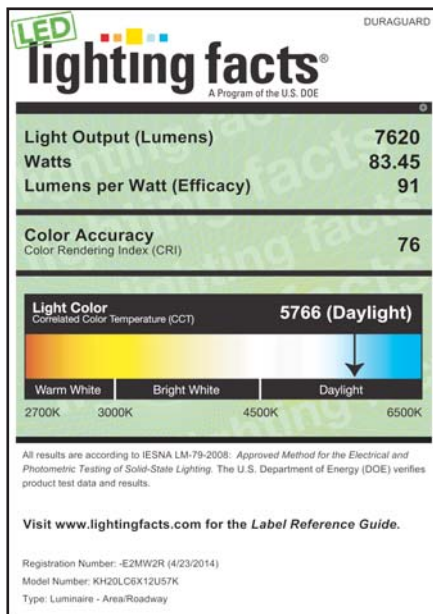 DURAGUARD
LED
lighting facts®
A Program of the U.S. DOE
Light Output (Lumens) 7620
Watts 83.45
Lumens per Watt (Efficacy) 91
Color Accuracy
Color Rendering Index (CRI) 76
Light Color
Correlated Color Temperature (CCT) 5766 (Daylight)
Warm White Bright White Daylight
2700K 3000K 4500K 6500K
All results are according to IESNA LM-79-2008: Approved Method for the Electrical and
Photometric Testing of Solid-State Lighting. The U.S. Department of Energy (DOE) verifies
product test data and results.
Visit www.lightingfacts.com for the Label Reference Guide.
Registration Number: -E2MW2R (4/23/2014)
Model Number: KH20LC6X12U57K
Type: Luminaire - Area/Roadway